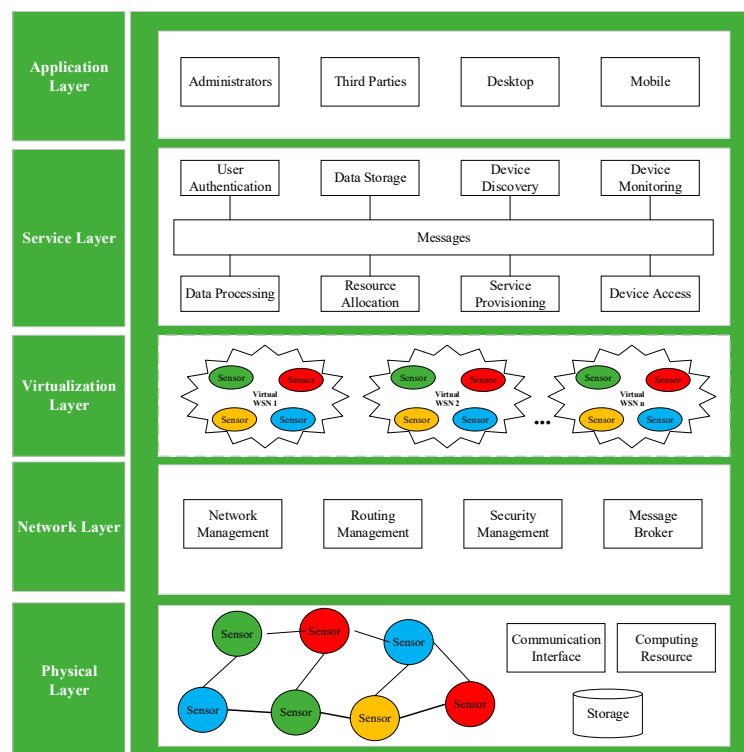 Application
Layer
Administrators
Third Parties
Desktop
Mobile
Service Layer
User
Authentication
Data Storage
Device
Discovery
Device
Monitoring
Messages
Data Processing
Resource
Allocation
Service
Provisioning
Device Access
Virtualization
Layer
Sensor
Sensor
Virtual
WSN 1
Sensor
Sensor
Sensor
Sensor
Virtual
WSN 2
Sensor
Sensor
...
Sensor
Sensor
Virtual
WSN n
Sensor
Sensor
Network Layer
Network
Management
Routing
Management
Security
Management
Message
Broker
Physical
Layer
Sensor
Sensor
Sensor
Sensor
Sensor
Sensor
Sensor
Communication
Interface
Computing
Resource
Storage